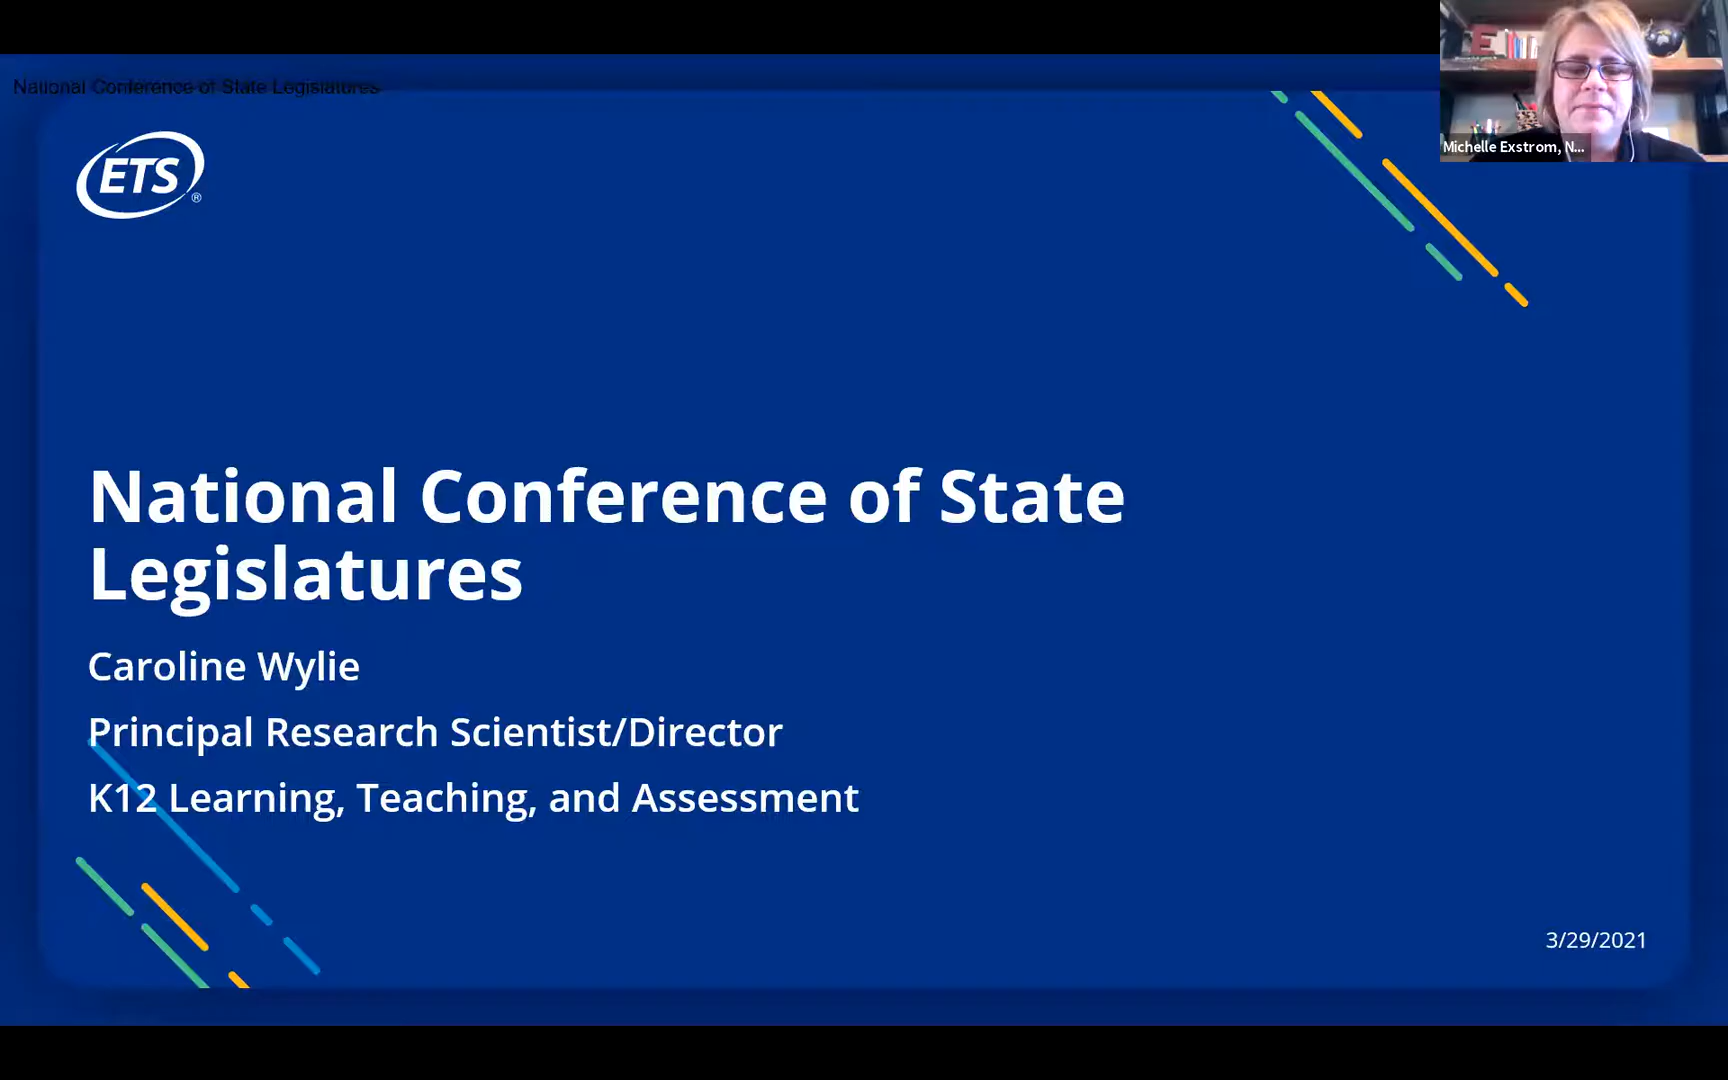 National Conference of State Legislatures
Michelle Exstrom, N...
ETS
®
National Conference of State
Legislatures
Caroline Wylie
Principal Research Scientist/Director
K12 Learning, Teaching, and Assessment
3/29/2021